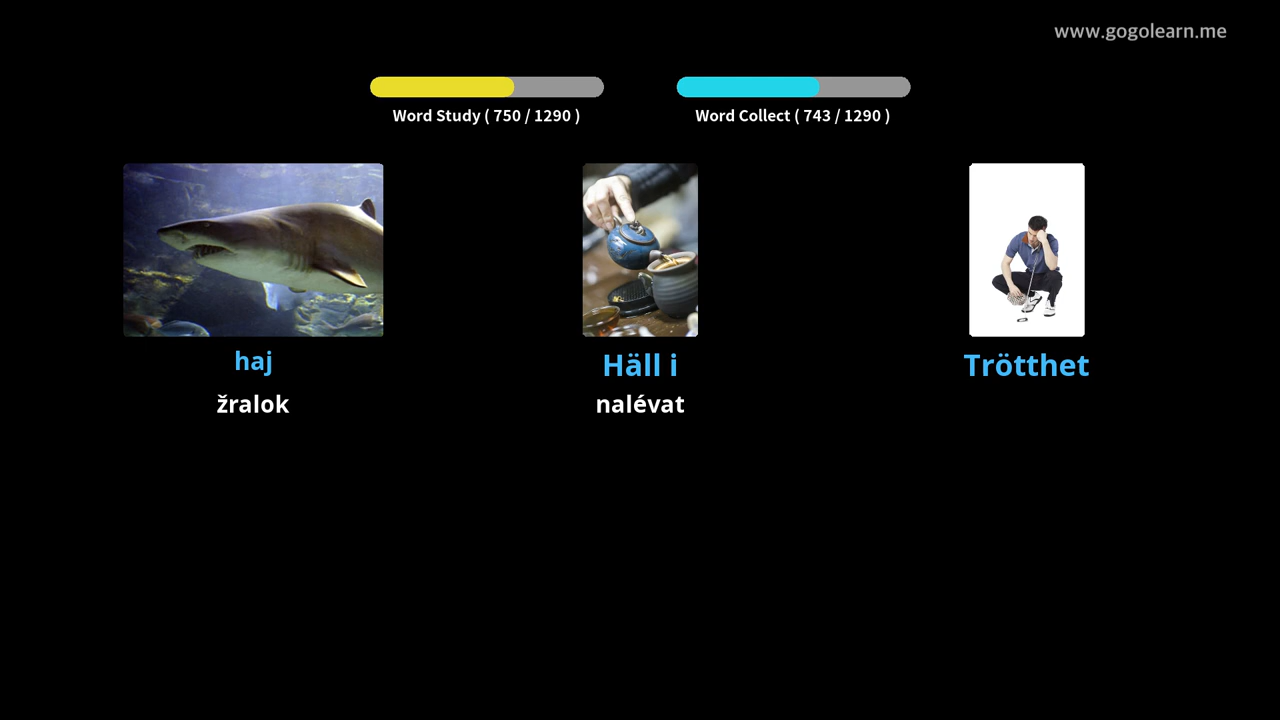 www.gogolearn.me
Word Study ( 750 / 1290 )
Word Collect ( 743 / 1290 )
haj
Häll i
Trötthet
žralok
nalévat